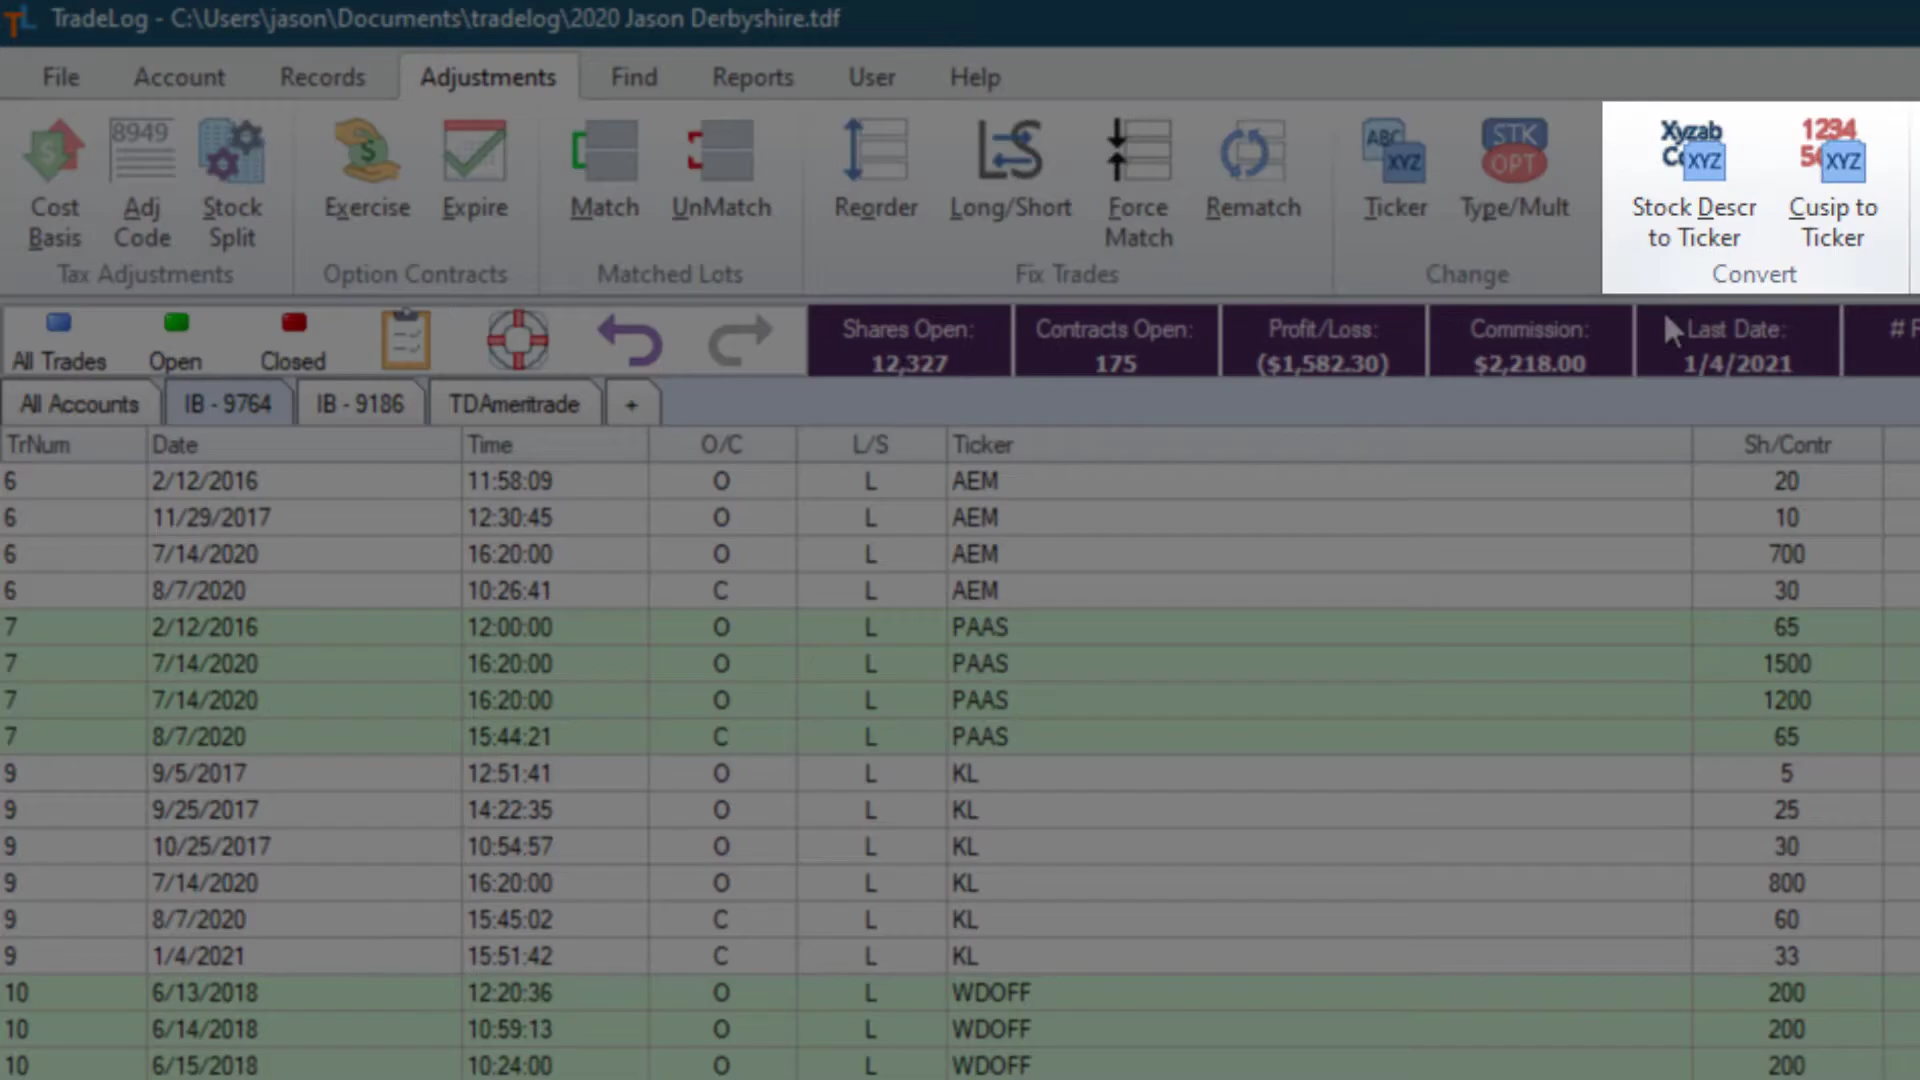 TradeLog - C:\Users\jason\Documents\tradelog\2020 Jason Derbyshire.tdf
File Account Records Adjustments Find Reports User Help
8949 ABC XYZ STK OPT Xyzab XYZ 1234 XYZ
Cost Basis Adj Code Stock Split Exercise Expire Match UnMatch Reorder Long/Short Force Match Rematch Ticker Type/Mult Stock Descr to Ticker Cusip to Ticker
Tax Adjustments Option Contracts Matched Lots Fix Trades Change Convert
All Trades Open Closed
Shares Open: Contracts Open: Profit/Loss: Commission: Last Date: #
12,327 175 ($1,582.30) $2,218.00 1/4/2021
All Accounts IB - 9764 IB - 9186 TDAmeritrade +
TrNum Date Time O/C L/S Ticker Sh/Contr
6 2/12/2016 11:58:09 O L AEM 20
6 11/29/2017 12:30:45 O L AEM 10
6 7/14/2020 16:20:00 O L AEM 700
6 8/7/2020 10:26:41 C L AEM 30
7 2/12/2016 12:00:00 O L PAAS 65
7 7/14/2020 16:20:00 O L PAAS 1500
7 7/14/2020 16:20:00 O L PAAS 1200
7 8/7/2020 15:44:21 C L PAAS 65
9 9/5/2017 12:51:41 O L KL 5
9 9/25/2017 14:22:35 O L KL 25
9 10/25/2017 10:54:57 O L KL 30
9 7/14/2020 16:20:00 O L KL 800
9 8/7/2020 15:45:02 C L KL 60
9 1/4/2021 15:51:42 C L KL 33
10 6/13/2018 12:20:36 O L WDOFF 200
10 6/14/2018 10:59:13 O L WDOFF 200
10 6/15/2018 10:24:00 O L WDOFF 200